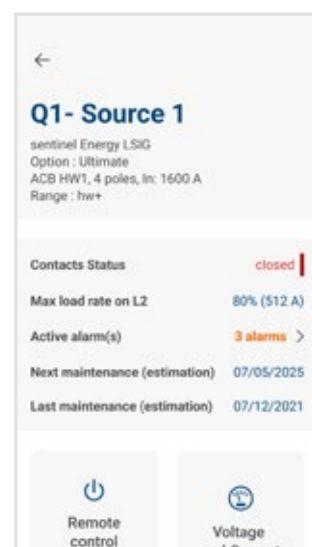 Q1- Source 1
sentinel Energy LSIG
Option : Ultimate
ACB HW1, 4 poles, In: 1600 A
Range : hw+
Contacts Status closed
Max load rate on L2 80% (512 A)
Active alarm(s) 3 alarms >
Next maintenance (estimation) 07/05/2025
Last maintenance (estimation) 07/12/2021
Remote
control
Voltage